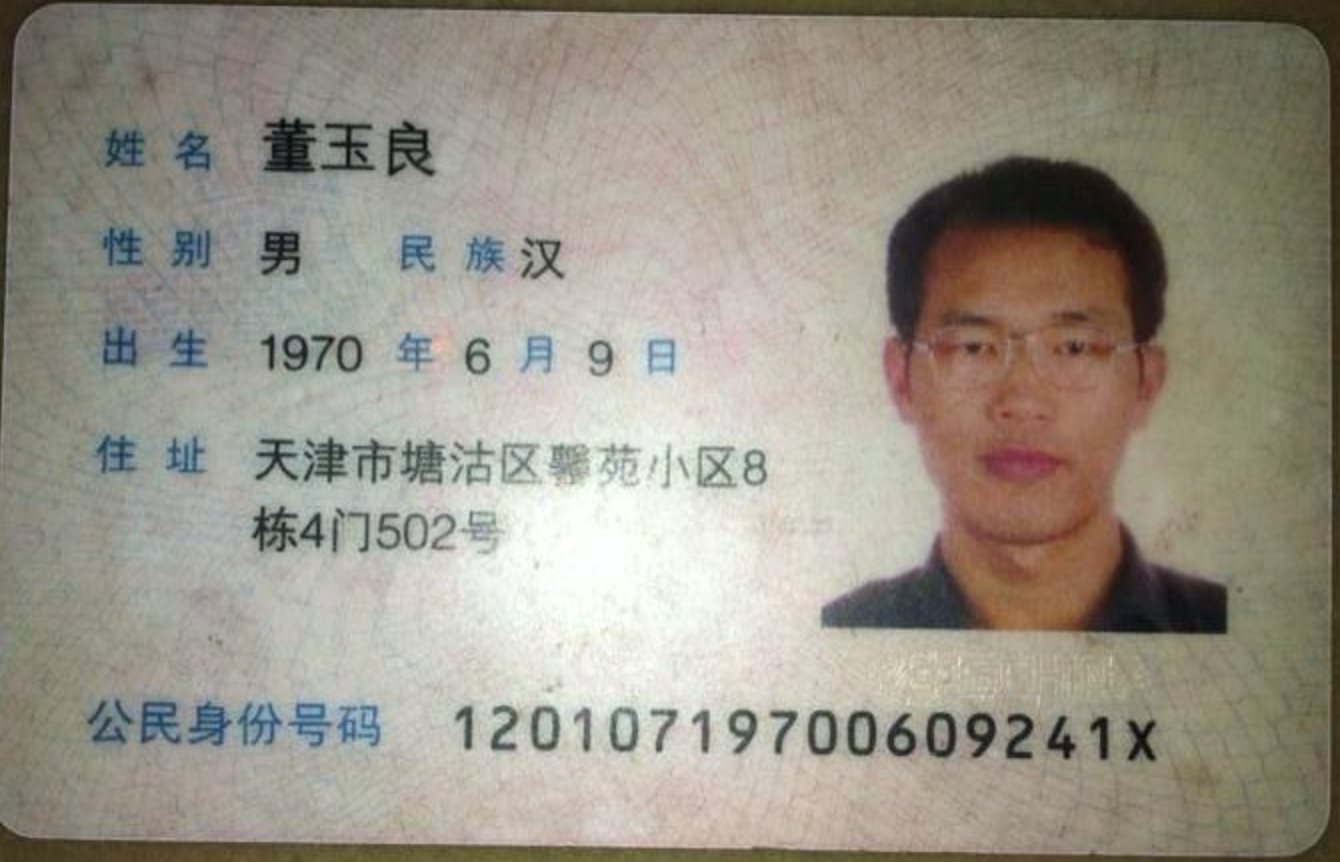 姓名 董玉良
性别 男 民族 汉
出生 1970 年 6 月 9 日
住址 天津市塘沽区馨苑小区8
栋4门502号
公民身份号码 12010719700609241X